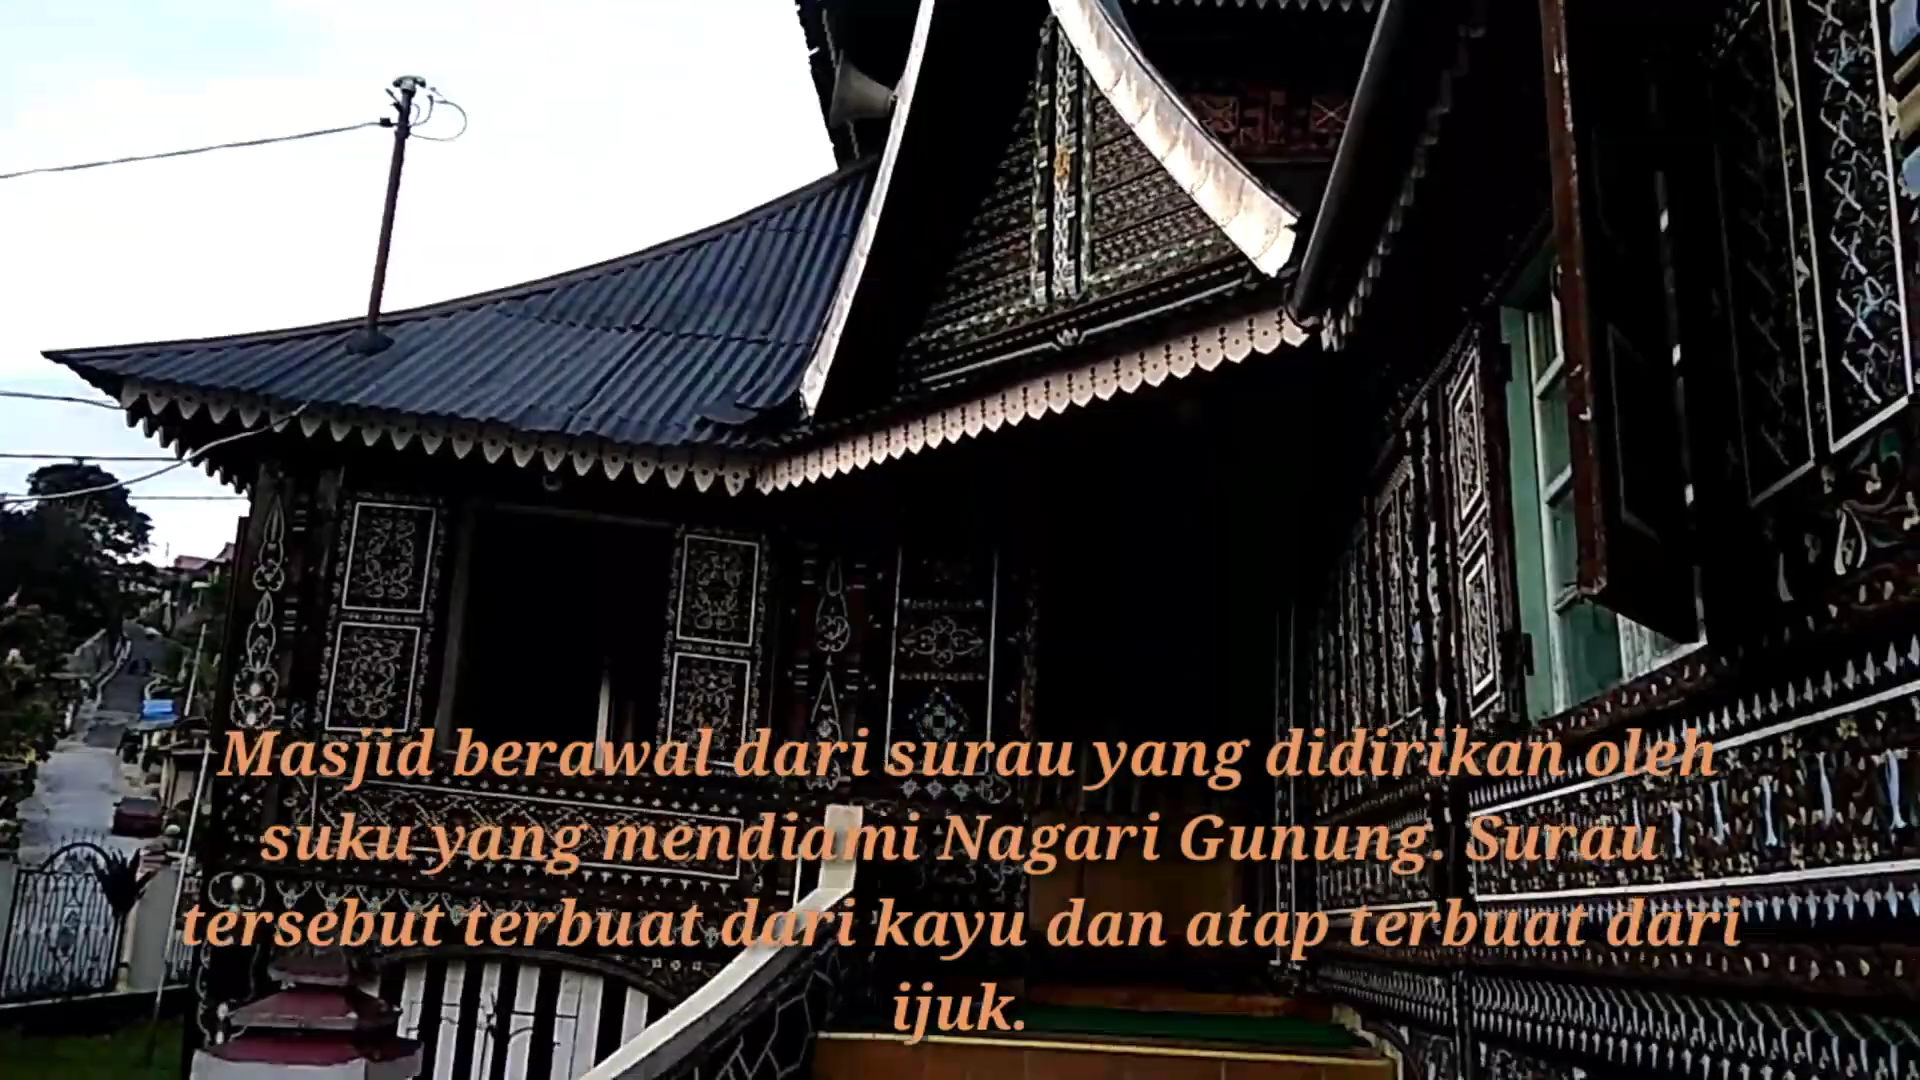 Masjid berawal dari surau yang didirikan oleh
suku yang mendiami Nagari Gunung. Surau
tersebut terbuat dari kayu dan atap terbuat dari
ijuk.